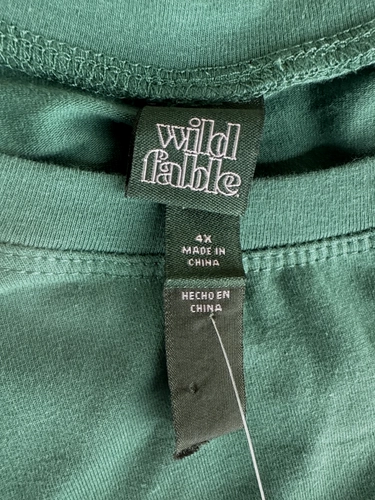 wild
fable
4X
MADE IN
CHINA
HECHO EN
CHINA